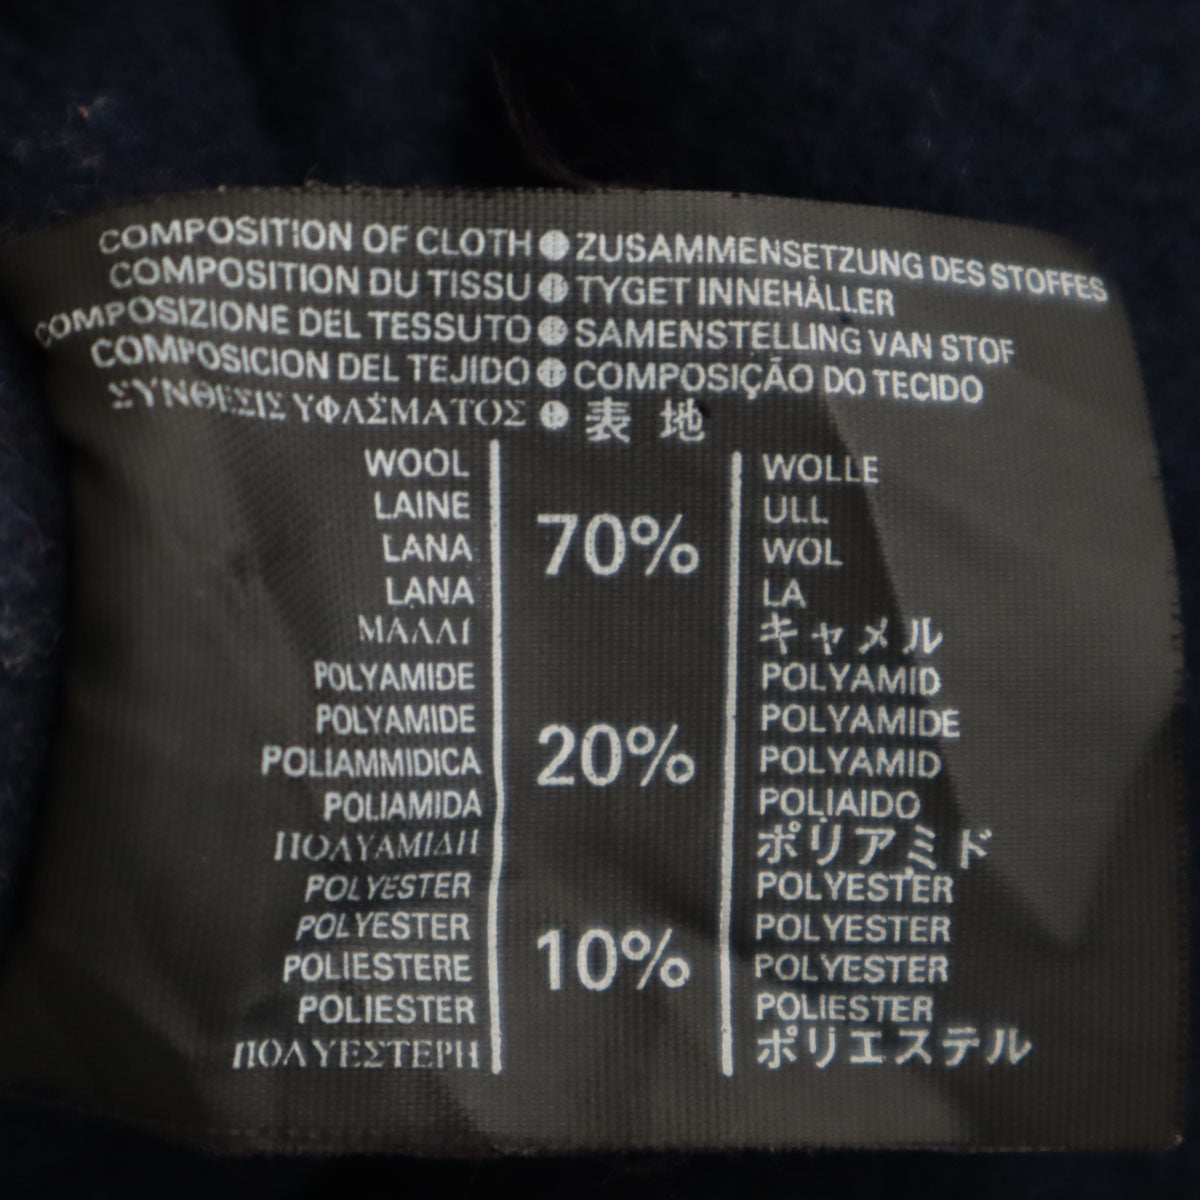 COMPOSITION OF CLOTH ● ZUSAMMENSETZUNG DES STOFFES
COMPOSITION DU TISSU ● TYGET INNEHÅLLER
COMPOSIZIONE DEL TESSUTO ● SAMENSTELLING VAN STOF
COMPOSICION DEL TEJIDO ● COMPOSIÇÃO DO TECIDO
ΣΥΝΘΕΣΙΣ ΥΦΑΣΜΑΤΟΣ ● 表地
WOOL
LAINE
LANA
LANA
ΜΑΛΛΙ
70%
WOLLE
ULL
WOL
LA
キャメル
POLYAMIDE
POLYAMIDE
POLIAMMIDICA
POLIAMIDA
ΠΟΛΥΑΜΙΔΗ
20%
POLYAMID
POLYAMIDE
POLYAMID
POLIAIDO
ポリアミド
POLYESTER
POLYESTER
POLIESTERE
POLIESTER
ΠΟΛΥΕΣΤΕΡΗ
10%
POLYESTER
POLYESTER
POLYESTER
POLIESTER
ポリエステル